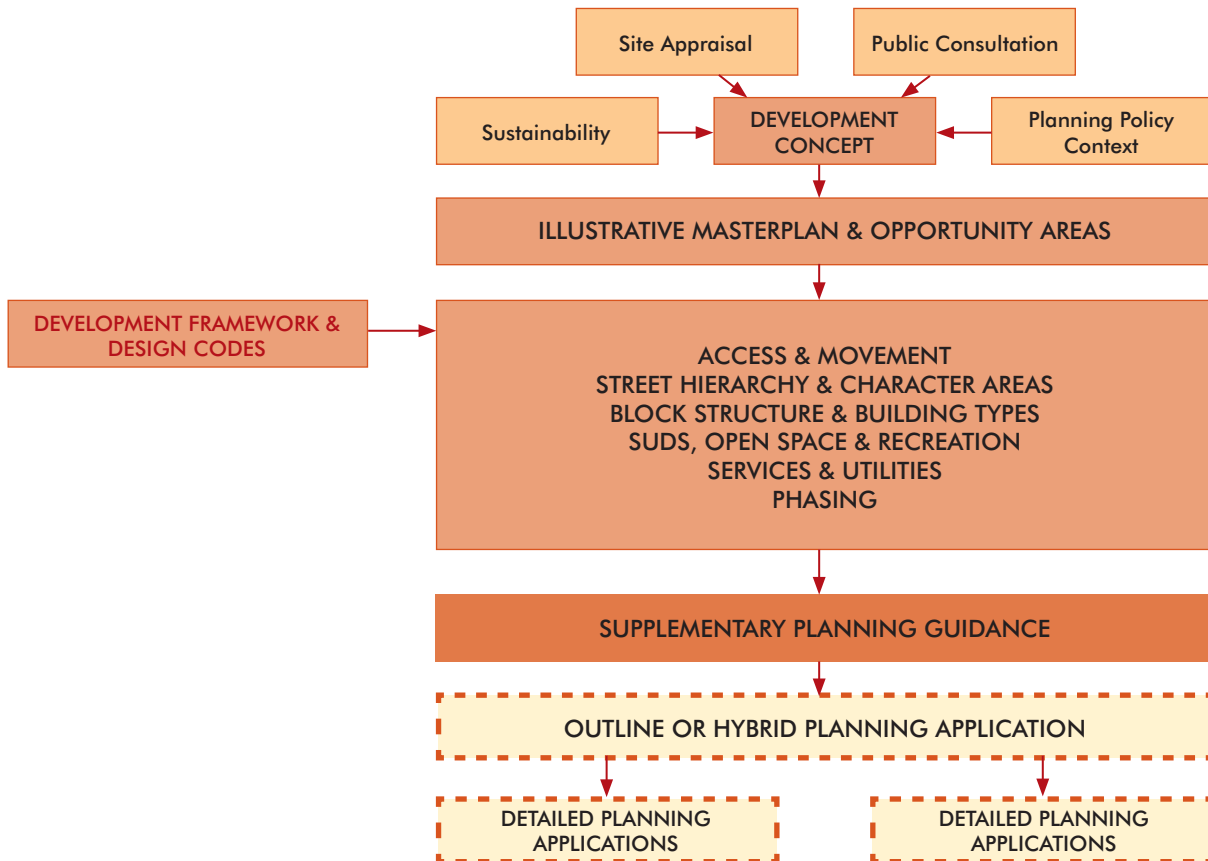 Site Appraisal
Public Consultation
Sustainability
DEVELOPMENT
CONCEPT
Planning Policy
Context
ILLUSTRATIVE MASTERPLAN & OPPORTUNITY AREAS
DEVELOPMENT FRAMEWORK &
DESIGN CODES
ACCESS & MOVEMENT
STREET HIERARCHY & CHARACTER AREAS
BLOCK STRUCTURE & BUILDING TYPES
SUDS, OPEN SPACE & RECREATION
SERVICES & UTILITIES
PHASING
SUPPLEMENTARY PLANNING GUIDANCE
OUTLINE OR HYBRID PLANNING APPLICATION
DETAILED PLANNING
APPLICATIONS
DETAILED PLANNING
APPLICATIONS